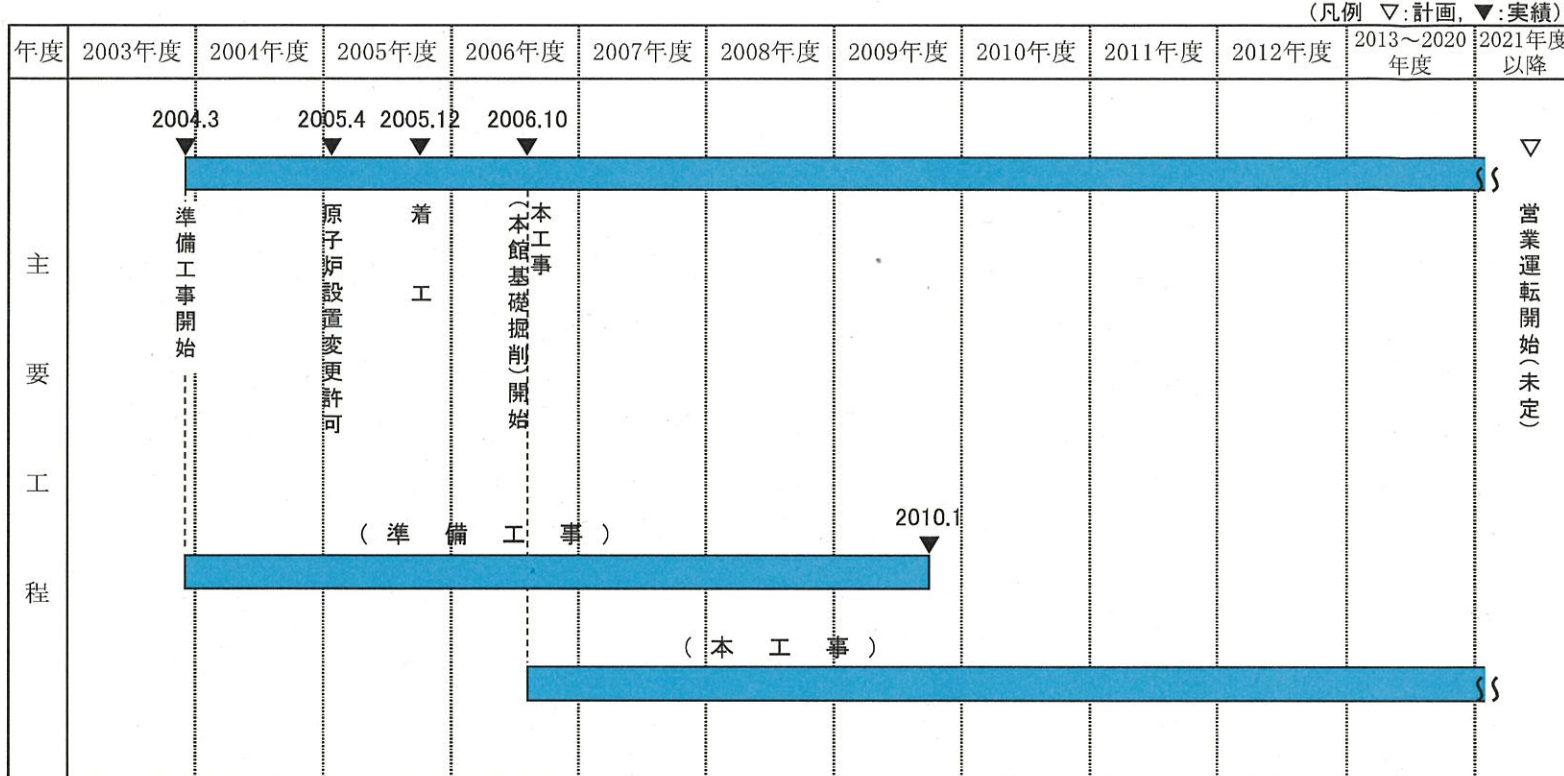 (凡例 ▽:計画, ▼:実績)
年度
2003年度
2004年度
2005年度
2006年度
2007年度
2008年度
2009年度
2010年度
2011年度
2012年度
2013～2020
年度
2021年度
以降
主要工程
2004.3
▼
2005.4
▼
2005.12
▼
2006.10
▼
▽
準備工事開始
原子炉設置変更許可
着工
本工事
(本館基礎掘削)開始
営業運転開始(未定)
(準備工事)
2010.1
▼
(本工事)